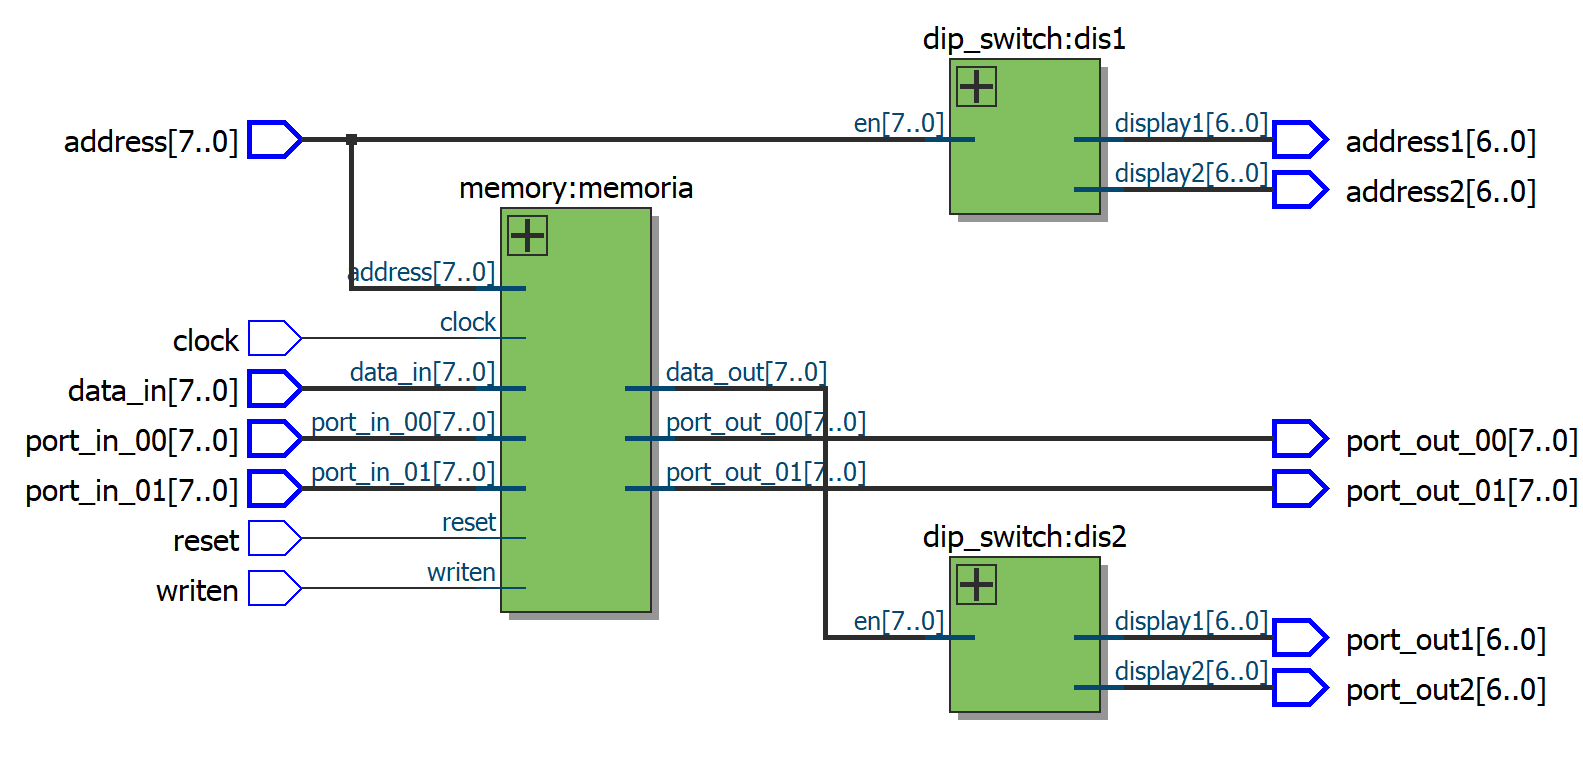 dip_switch:dis1
address[7..0]
en[7..0]
display1[6..0]
address1[6..0]
display2[6..0]
address2[6..0]
memory:memoria
address[7..0]
clock
clock
data_in[7..0]
data_in[7..0]
data_out[7..0]
port_in_00[7..0]
port_in_00[7..0]
port_out_00[7..0]
port_out_00[7..0]
port_in_01[7..0]
port_in_01[7..0]
port_out_01[7..0]
port_out_01[7..0]
reset
reset
dip_switch:dis2
writen
writen
en[7..0]
display1[6..0]
port_out1[6..0]
display2[6..0]
port_out2[6..0]